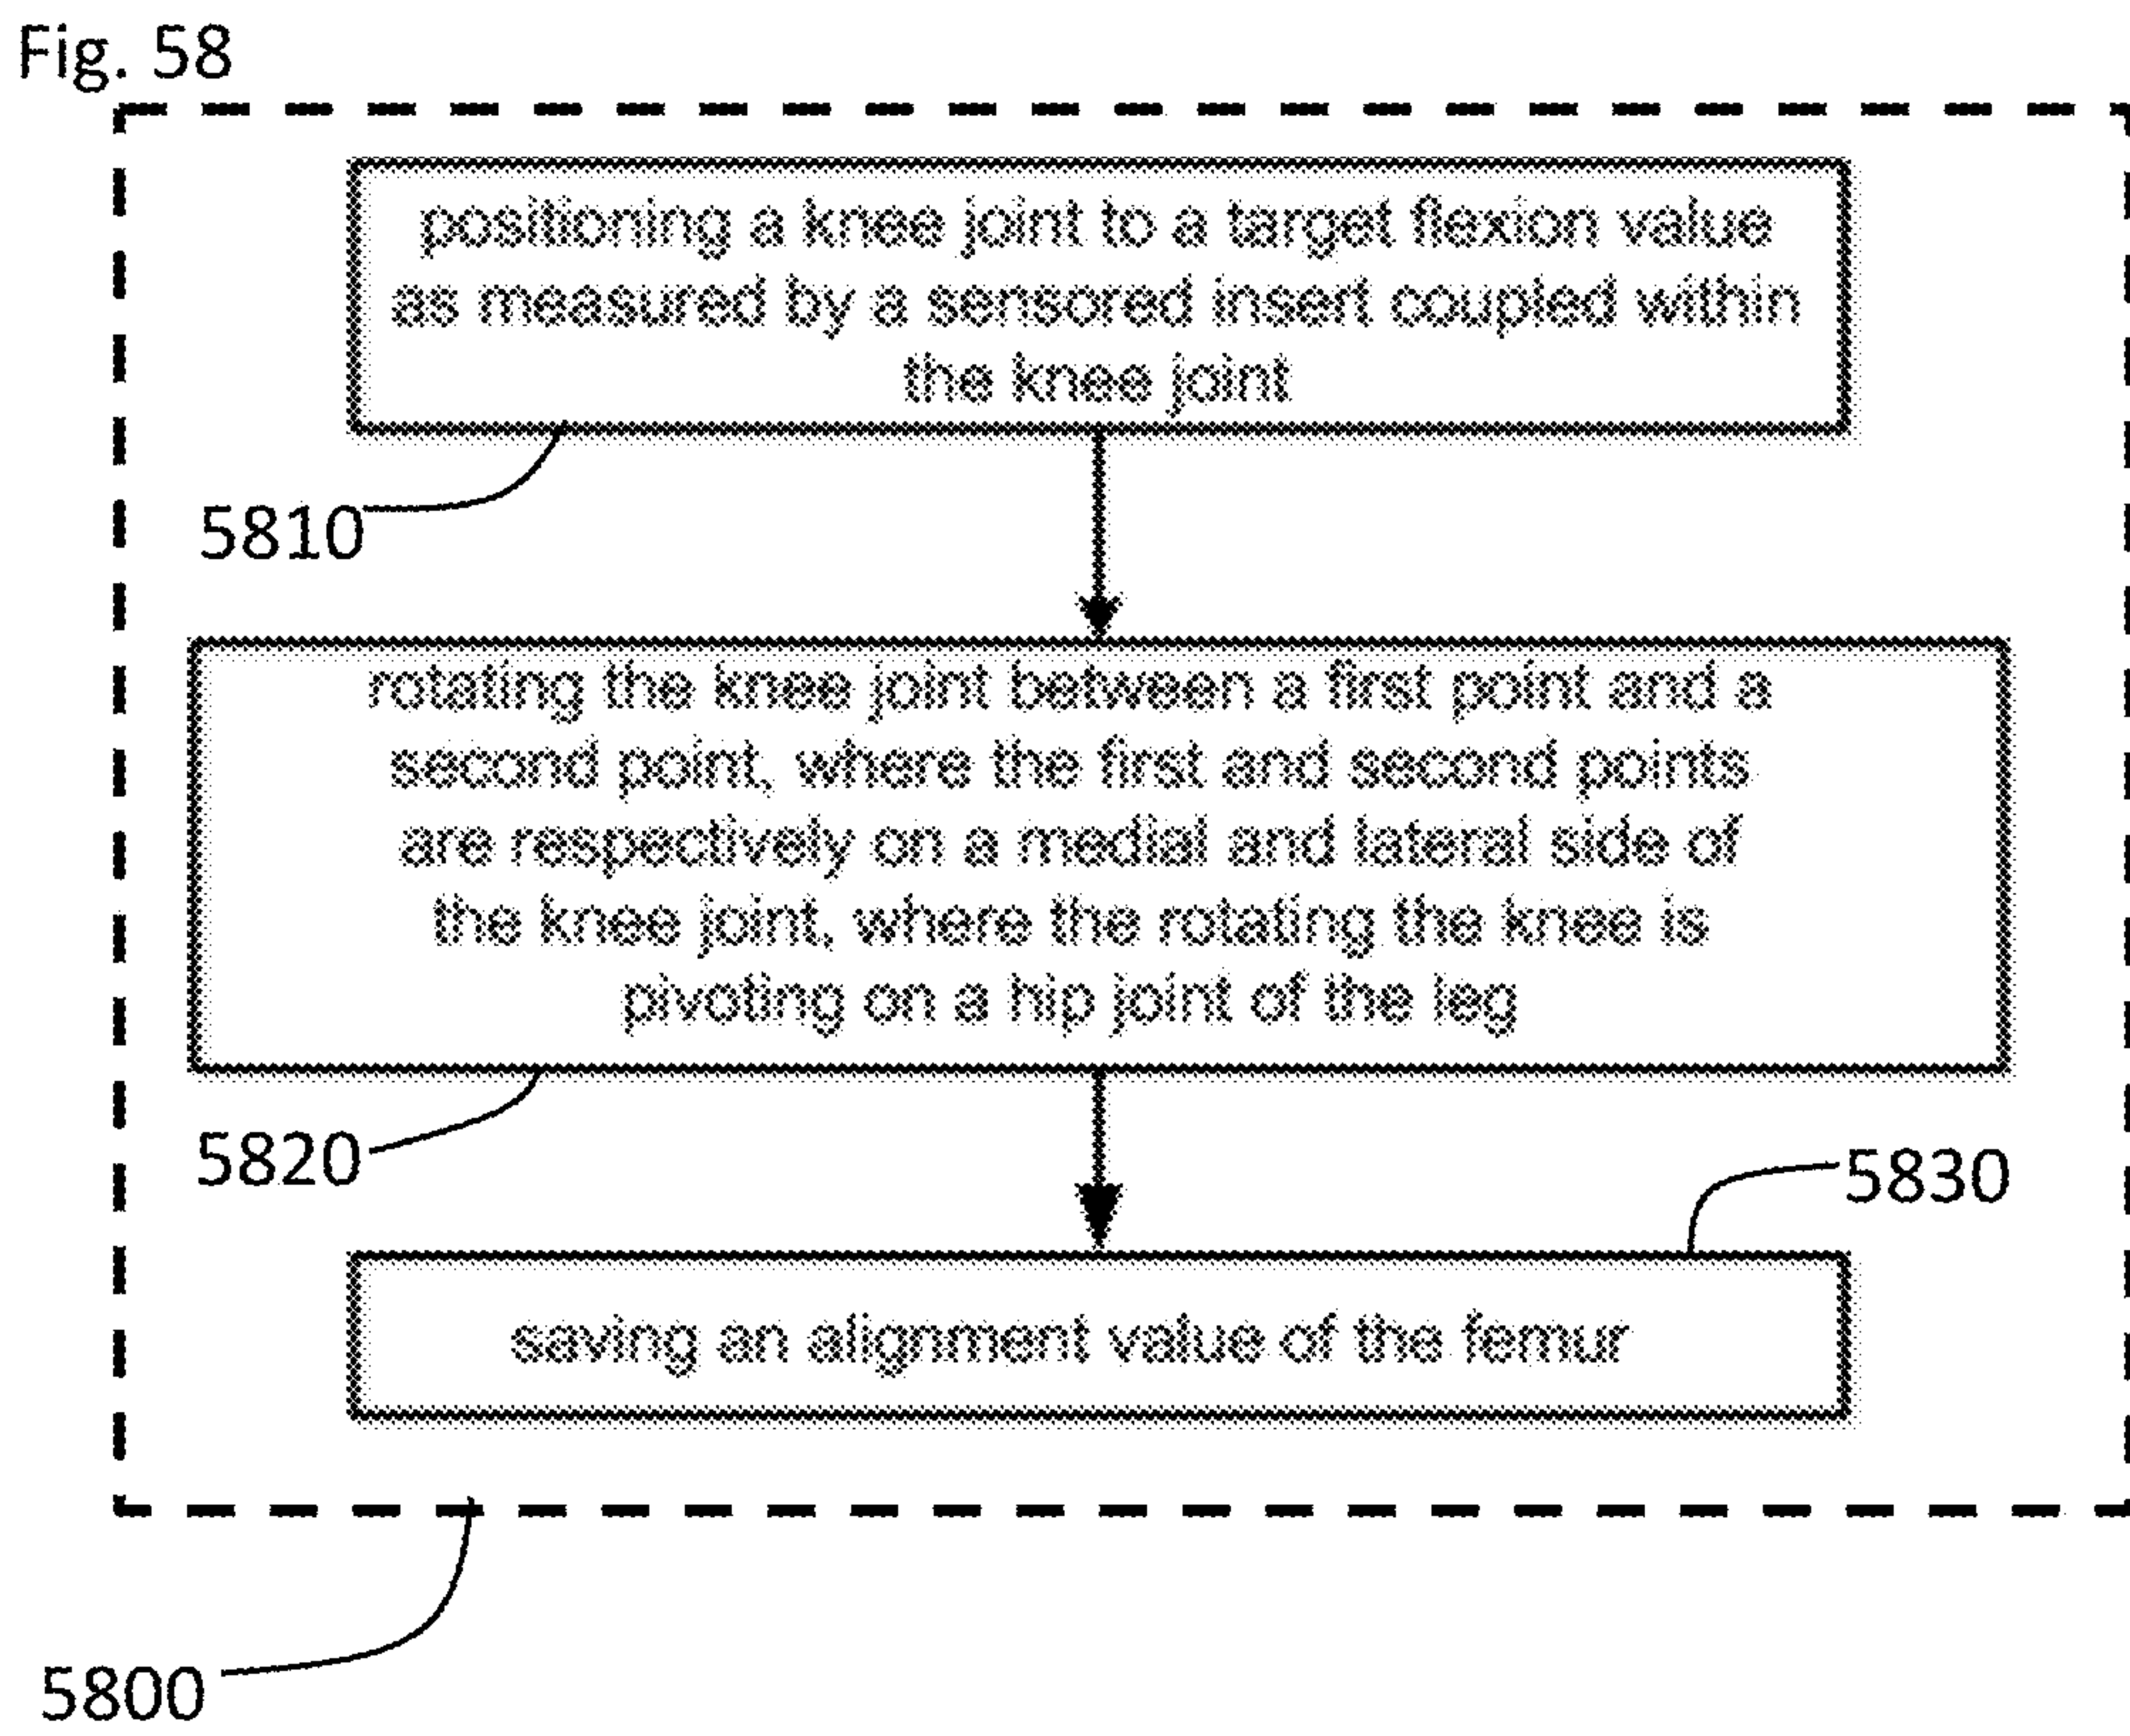 Fig. 58
positioning a knee joint to a target flexion value
as measured by a sensored insert coupled within
the knee joint
5810
rotating the knee joint between a first point and a
second point, where the first and second points
are respectively on a medial and lateral side of
the knee joint, where the rotating the knee is
pivoting on a hip joint of the leg
5820
5830
saving an alignment value of the femur
5800